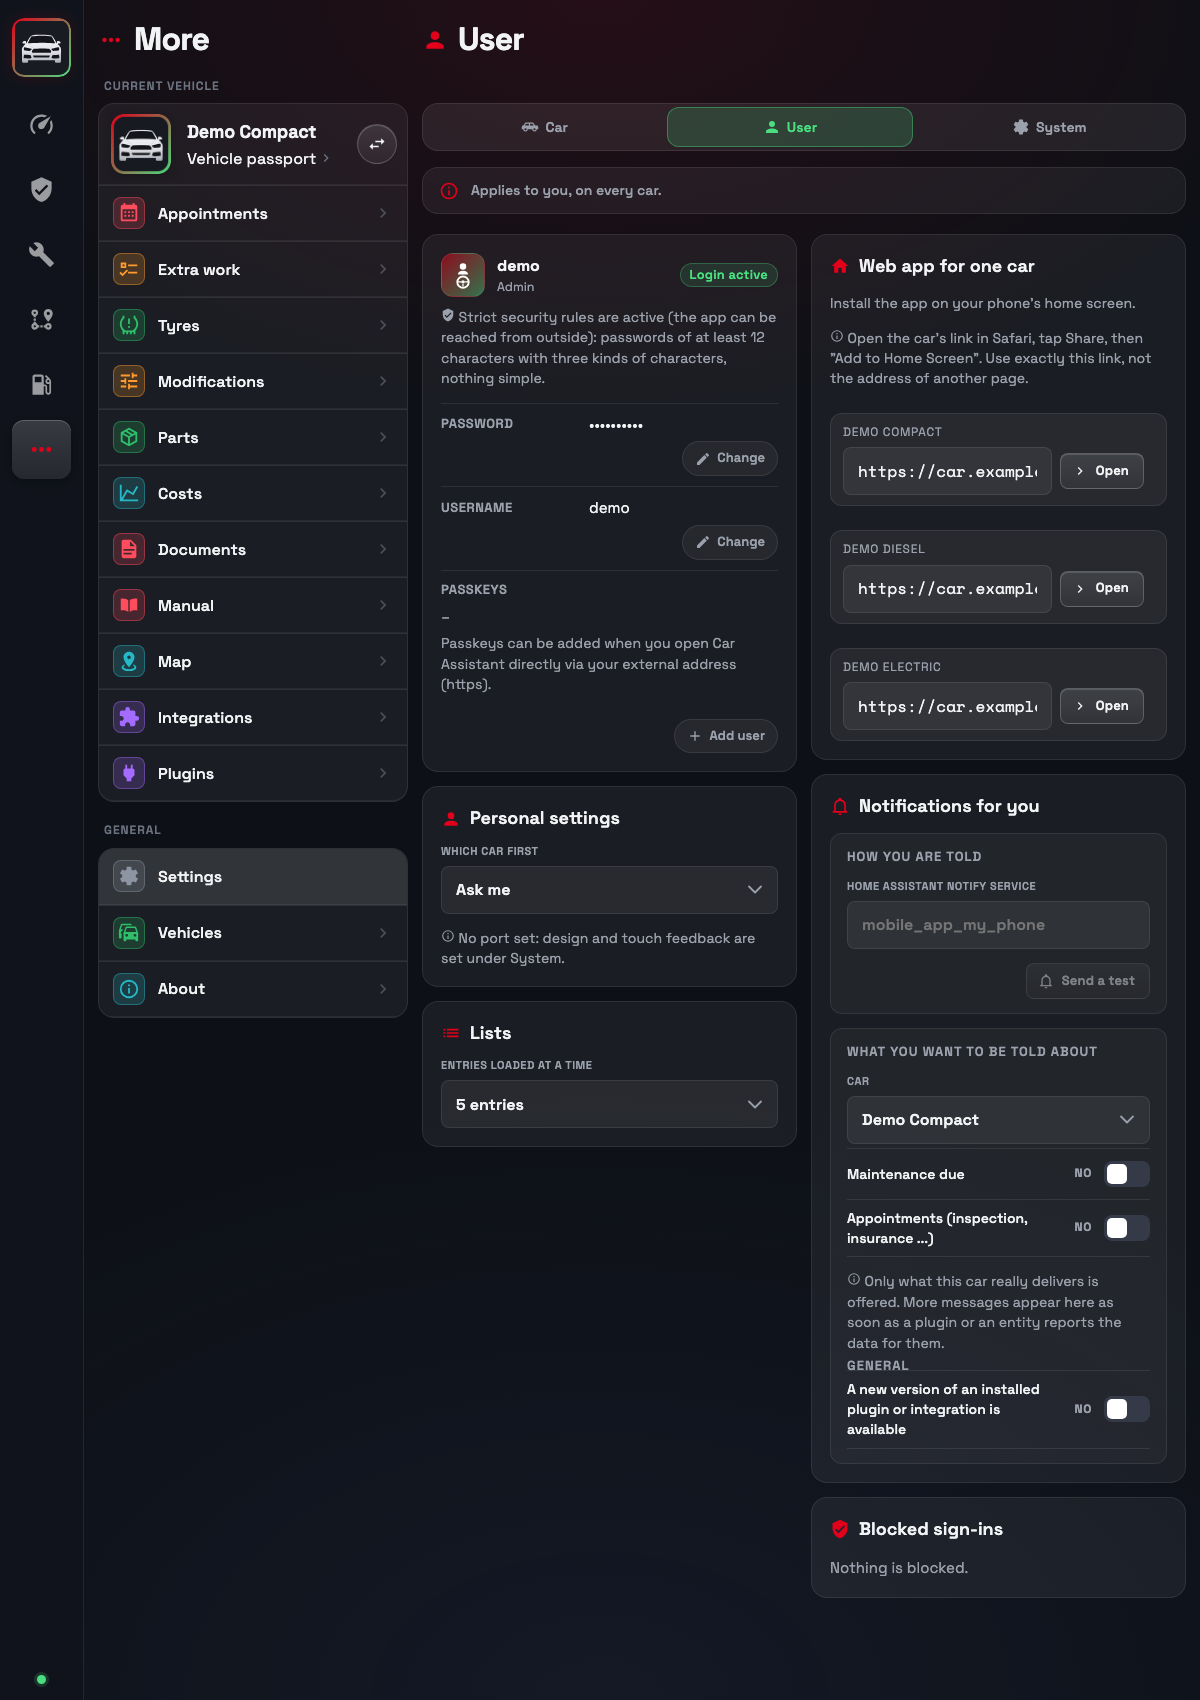 More
CURRENT VEHICLE
Demo Compact
Vehicle passport
Appointments
Extra work
Tyres
Modifications
Parts
Costs
Documents
Manual
Map
Integrations
Plugins
GENERAL
Settings
Vehicles
About
User
Car
User
System
Applies to you, on every car.
demo
Admin
Login active
Strict security rules are active (the app can be
reached from outside): passwords of at least 12
characters with three kinds of characters,
nothing simple.
PASSWORD
••••••••••
Change
USERNAME
demo
Change
PASSKEYS
–
Passkeys can be added when you open Car
Assistant directly via your external address
(https).
Add user
Personal settings
WHICH CAR FIRST
Ask me
No port set: design and touch feedback are
set under System.
Lists
ENTRIES LOADED AT A TIME
5 entries
Web app for one car
Install the app on your phone's home screen.
Open the car's link in Safari, tap Share, then
"Add to Home Screen". Use exactly this link, not
the address of another page.
DEMO COMPACT
https://car.example
Open
DEMO DIESEL
https://car.example
Open
DEMO ELECTRIC
https://car.example
Open
Notifications for you
HOW YOU ARE TOLD
HOME ASSISTANT NOTIFY SERVICE
mobile_app_my_phone
Send a test
WHAT YOU WANT TO BE TOLD ABOUT
CAR
Demo Compact
Maintenance due
NO
Appointments (inspection,
insurance ...)
NO
Only what this car really delivers is
offered. More messages appear here as
soon as a plugin or an entity reports the
data for them.
GENERAL
A new version of an installed
plugin or integration is
available
NO
Blocked sign-ins
Nothing is blocked.